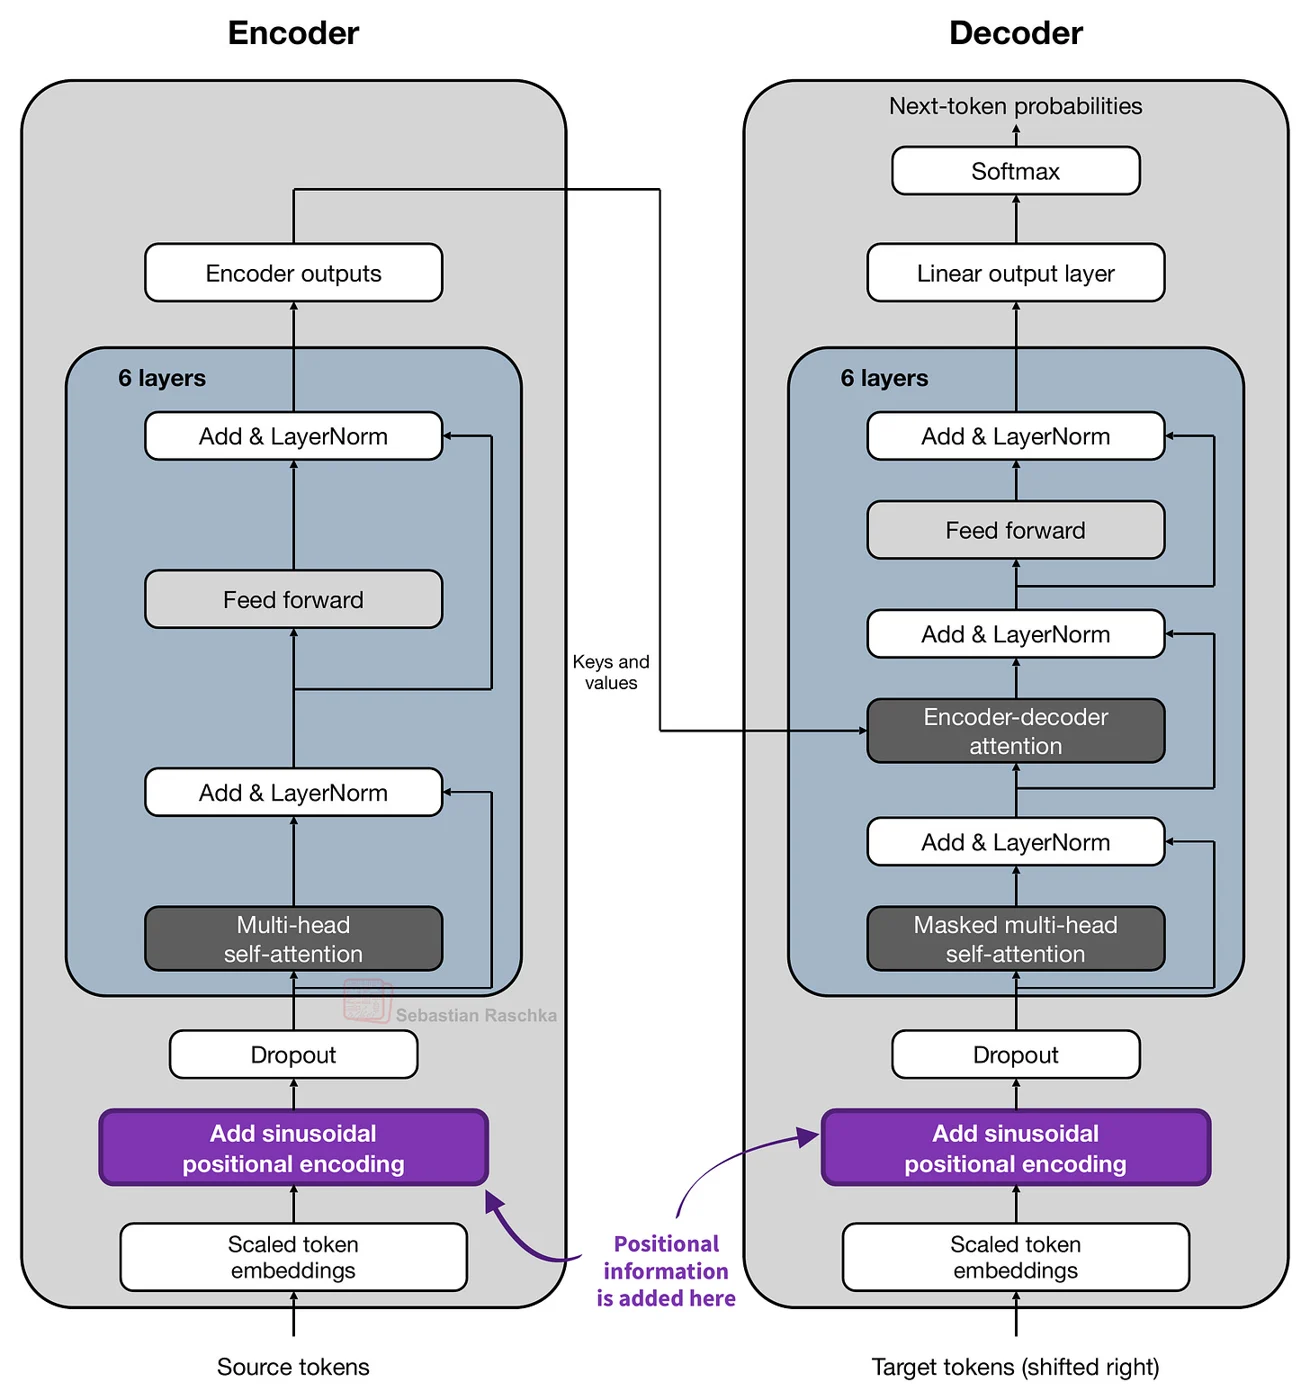 Encoder
Encoder outputs
6 layers
Add & LayerNorm
Feed forward
Add & LayerNorm
Multi-head
self-attention
Sebastian Raschka
Dropout
Add sinusoidal
positional encoding
Scaled token
embeddings
Source tokens
Keys and
values
Positional
information
is added here
Decoder
Next-token probabilities
Softmax
Linear output layer
6 layers
Add & LayerNorm
Feed forward
Add & LayerNorm
Encoder-decoder
attention
Add & LayerNorm
Masked multi-head
self-attention
Dropout
Add sinusoidal
positional encoding
Scaled token
embeddings
Target tokens (shifted right)